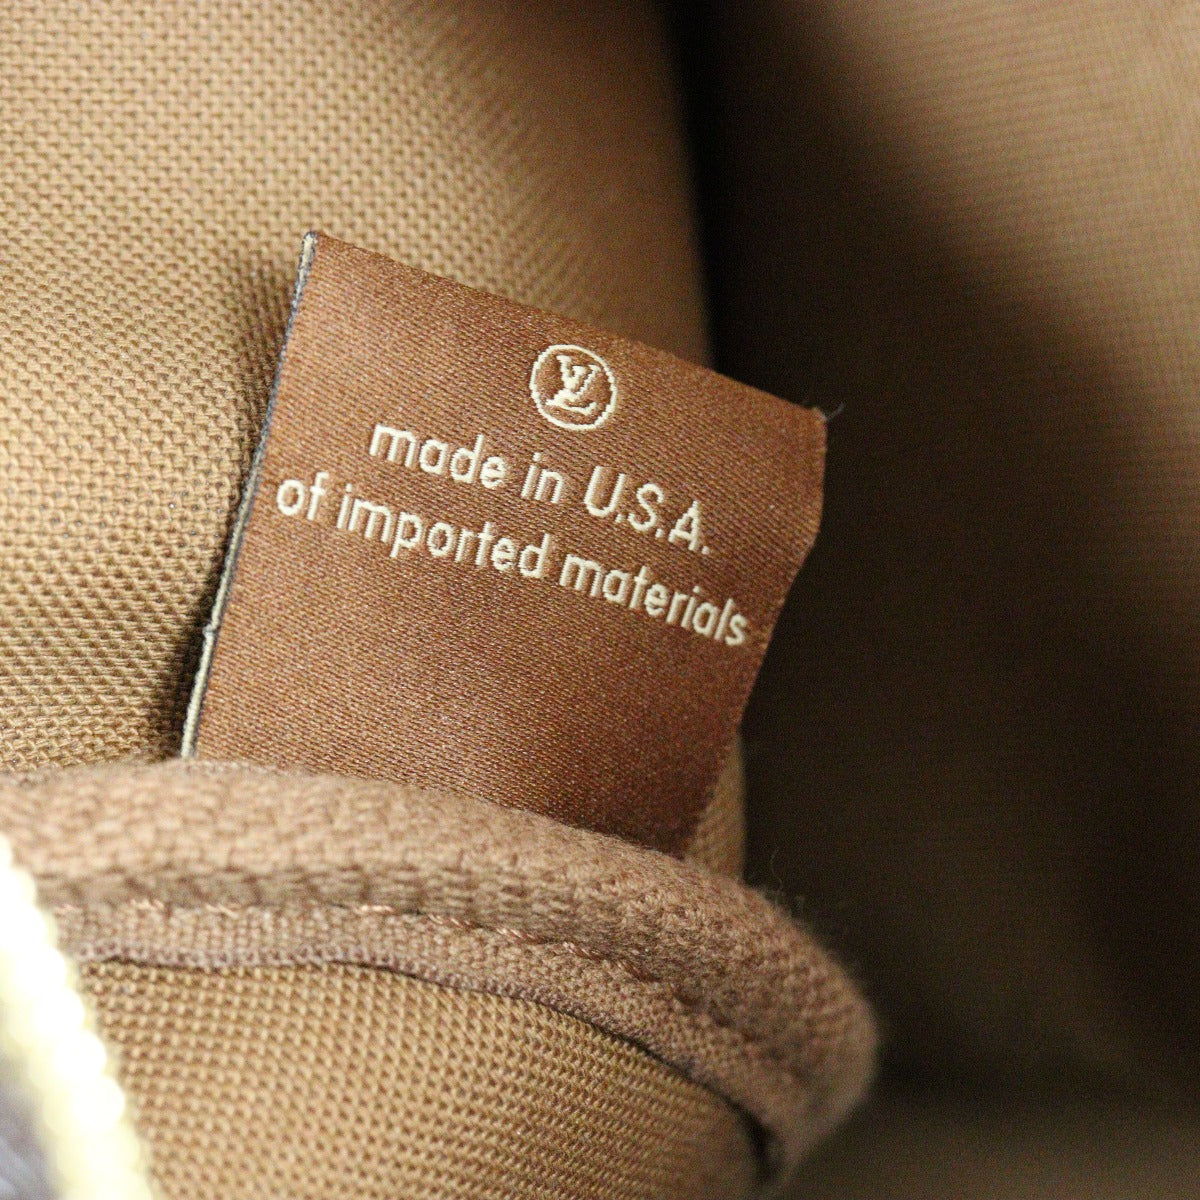 LV
made in U.S.A.
of imported materials